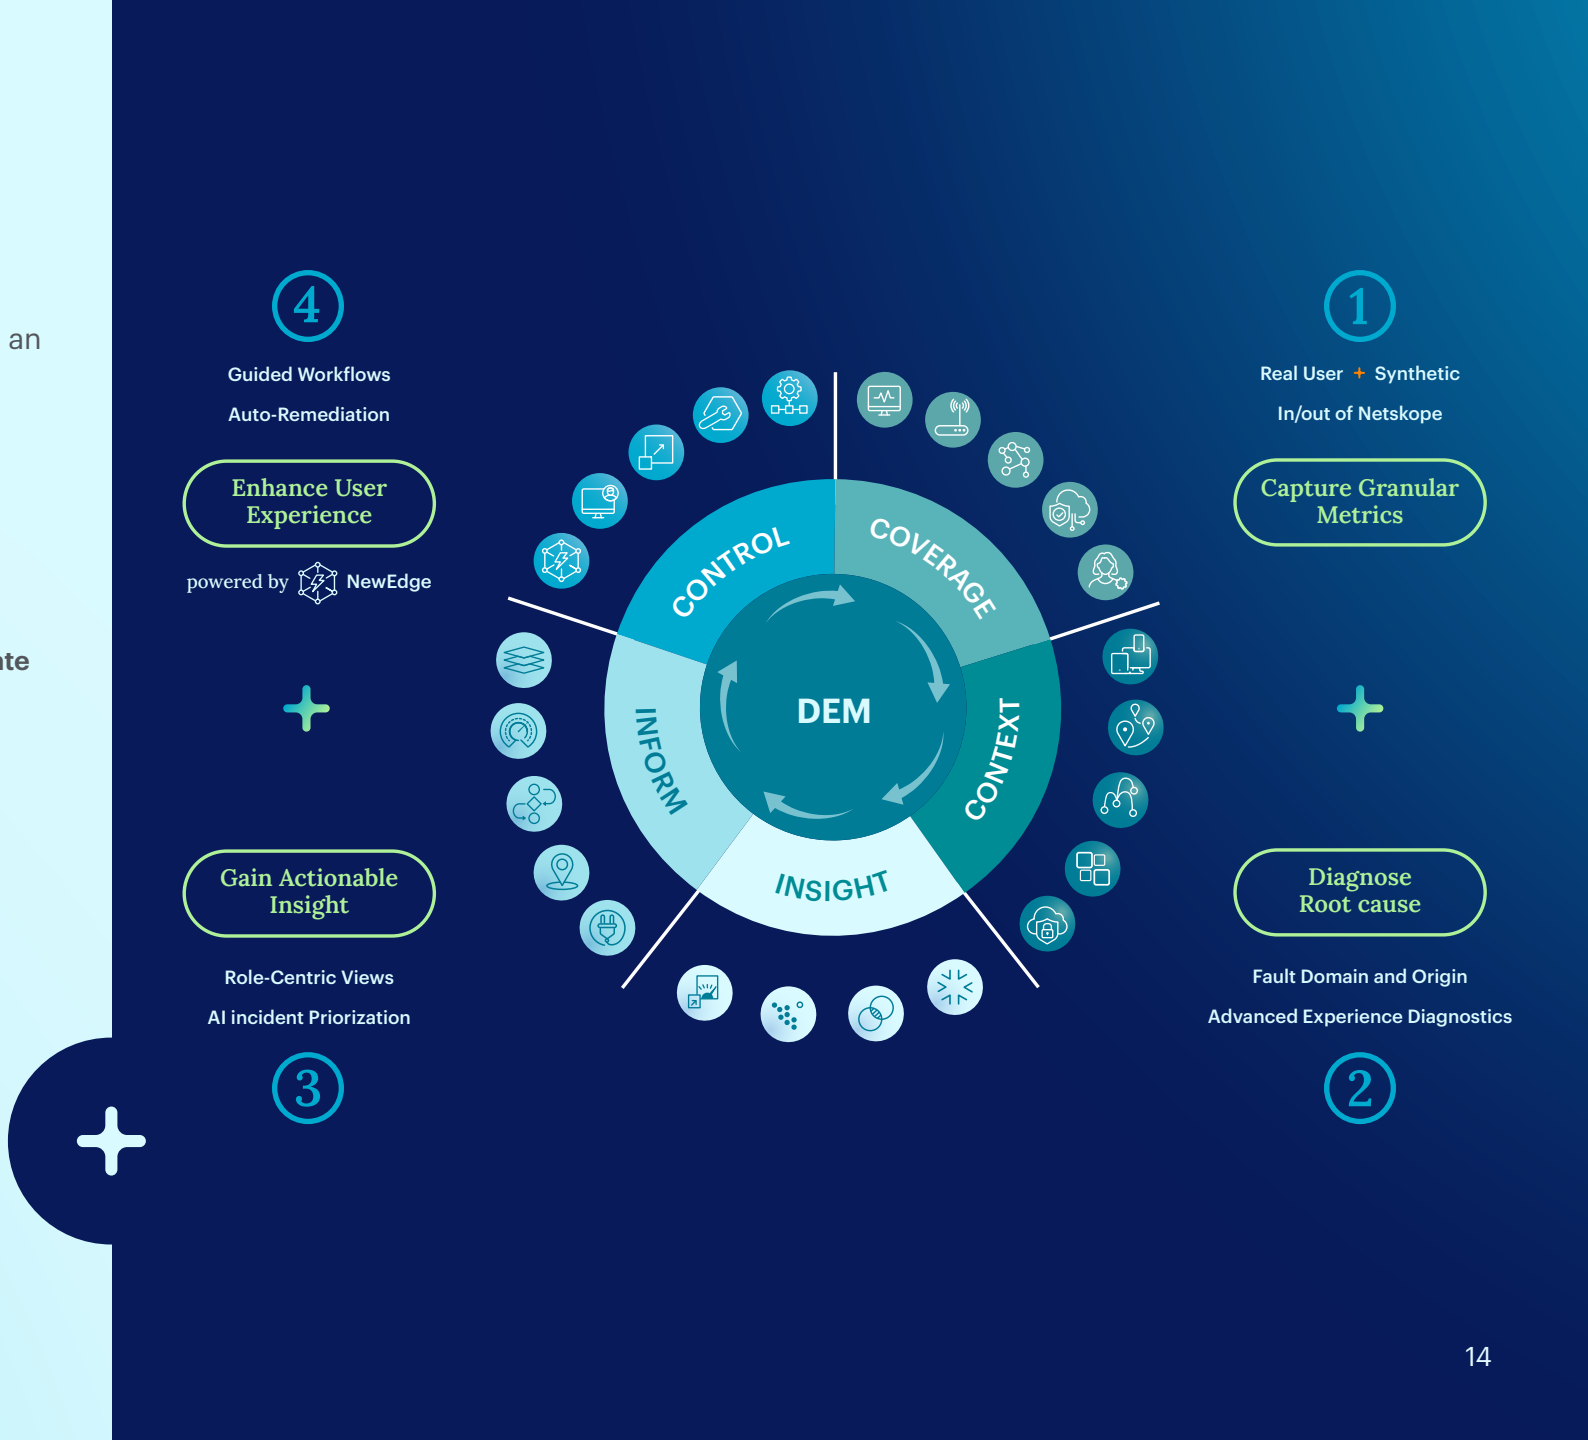 an
ate
4
Guided Workflows
Auto-Remediation
Enhance User
Experience
powered by NewEdge
1
Real User + Synthetic
In/out of Netskope
Capture Granular
Metrics
CONTROL
COVERAGE
INFORM
DEM
CONTEXT
INSIGHT
Gain Actionable
Insight
Role-Centric Views
AI incident Priorization
3
Diagnose
Root cause
Fault Domain and Origin
Advanced Experience Diagnostics
2
14